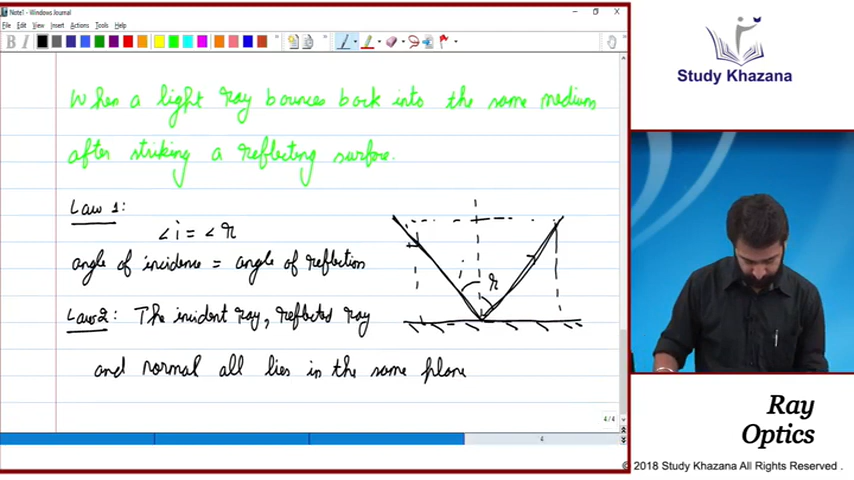 Note1 - Windows Journal
File Edit View Insert Actions Tools Help
B I
When a light ray bounces back into the same medium
after striking a reflecting surface.
Law 1:
∠i = ∠r
angle of incidence = angle of reflection
i r
Law 2: The incident ray, reflected ray
and normal all lies in the same plane
4/4
4
Study Khazana
Ray
Optics
© 2018 Study Khazana All Rights Reserved .